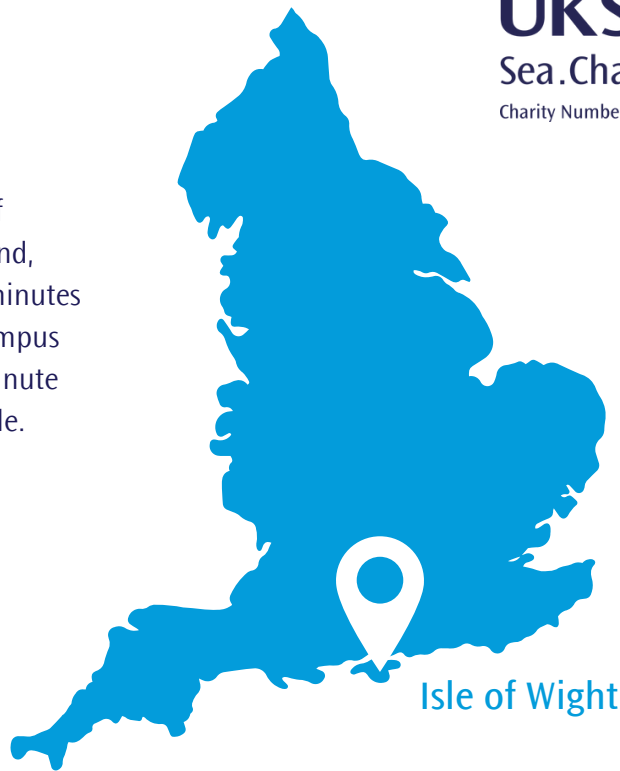 UKS
Sea.Cha
Charity Numbe
f
nd,
minutes
mpus
nute
le.
Isle of Wight